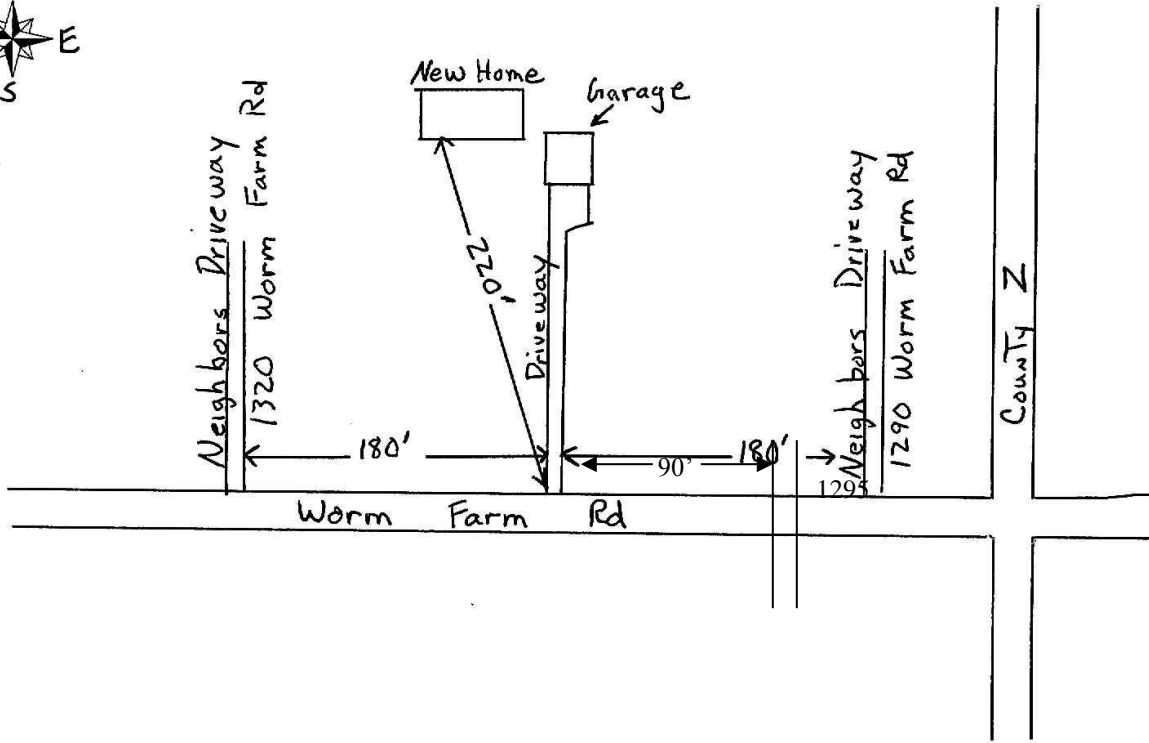 E
S
New Home
Garage
Neighbors Driveway
1320 Worm Farm Rd
220'
Driveway
Neighbors Driveway
1290 Worm Farm Rd
County Z
180'
180'
90'
1295
Worm Farm Rd